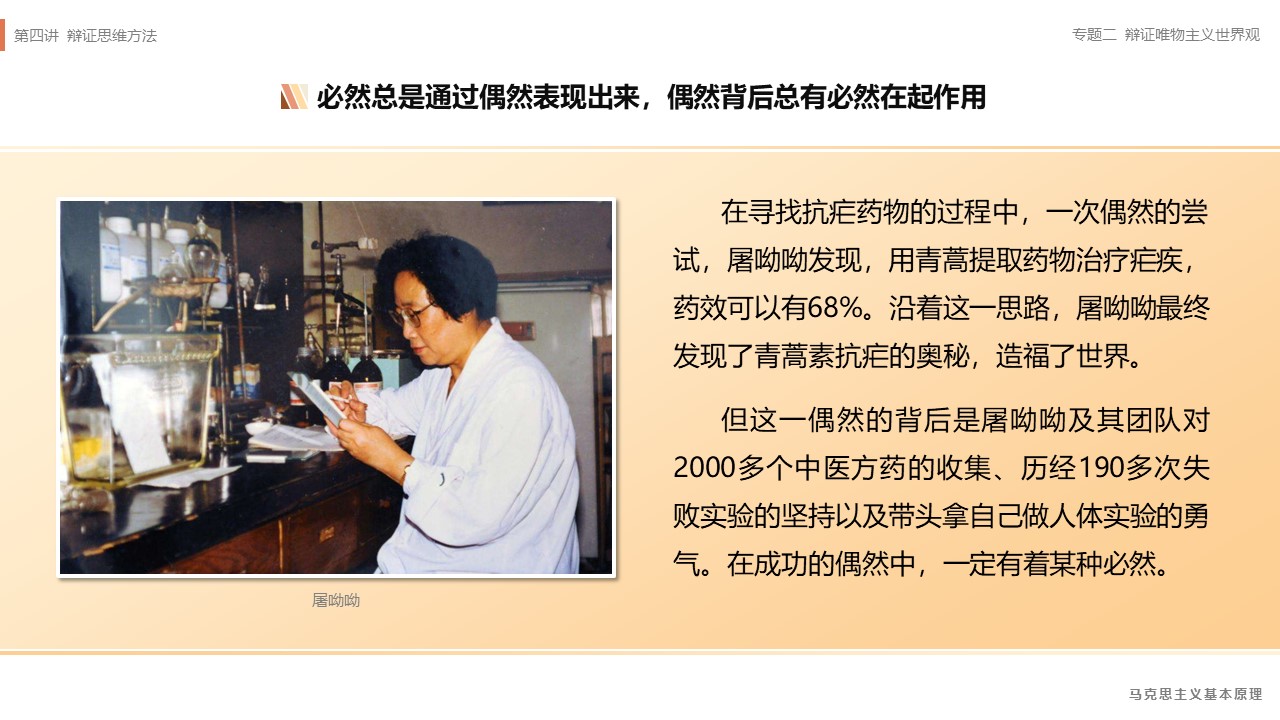 第四讲 辩证思维方法
专题二 辩证唯物主义世界观
必然总是通过偶然表现出来，偶然背后总有必然在起作用
在寻找抗疟药物的过程中，一次偶然的尝
试，屠呦呦发现，用青蒿提取药物治疗疟疾，
药效可以有68%。沿着这一思路，屠呦呦最终
发现了青蒿素抗疟的奥秘，造福了世界。
但这一偶然的背后是屠呦呦及其团队对
2000多个中医方药的收集、历经190多次失
败实验的坚持以及带头拿自己做人体实验的勇
气。在成功的偶然中，一定有着某种必然。
屠呦呦
马克思主义基本原理